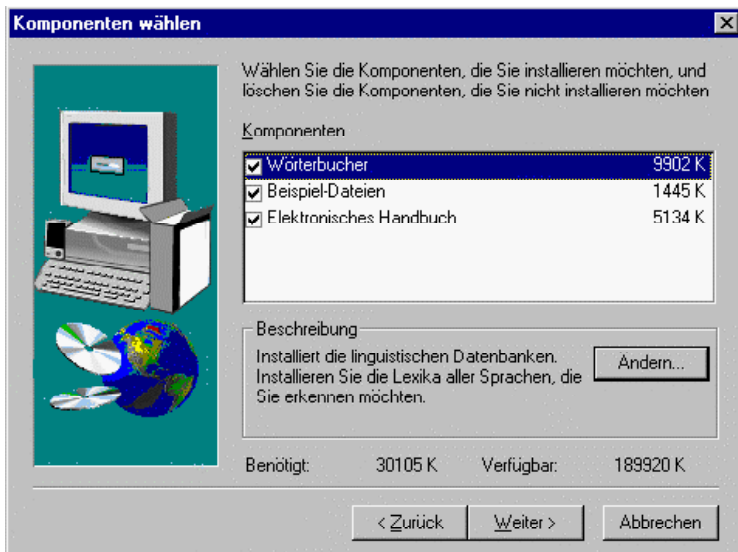 Komponenten wählen
Wählen Sie die Komponenten, die Sie installieren möchten, und
löschen Sie die Komponenten, die Sie nicht installieren möchten
Komponenten
Wörterbucher 9902 K
Beispiel-Dateien 1445 K
Elektronisches Handbuch 5134 K
Beschreibung
Installiert die linguistischen Datenbanken.
Installieren Sie die Lexika aller Sprachen, die
Sie erkennen möchten.
Ändern...
Benötigt: 30105 K Verfügbar: 189920 K
< Zurück Weiter > Abbrechen